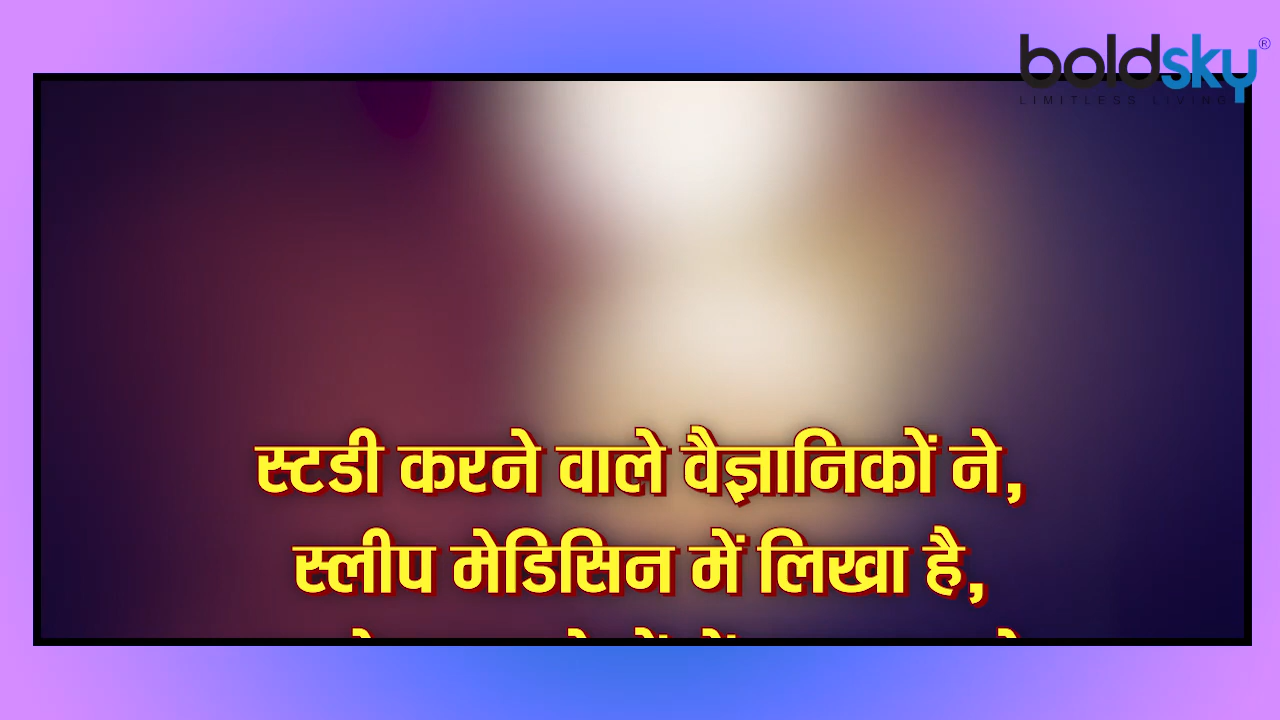 boldsky®
LIMITLESS LIVING
स्टडी करने वाले वैज्ञानिकों ने,
स्लीप मेडिसिन में लिखा है,